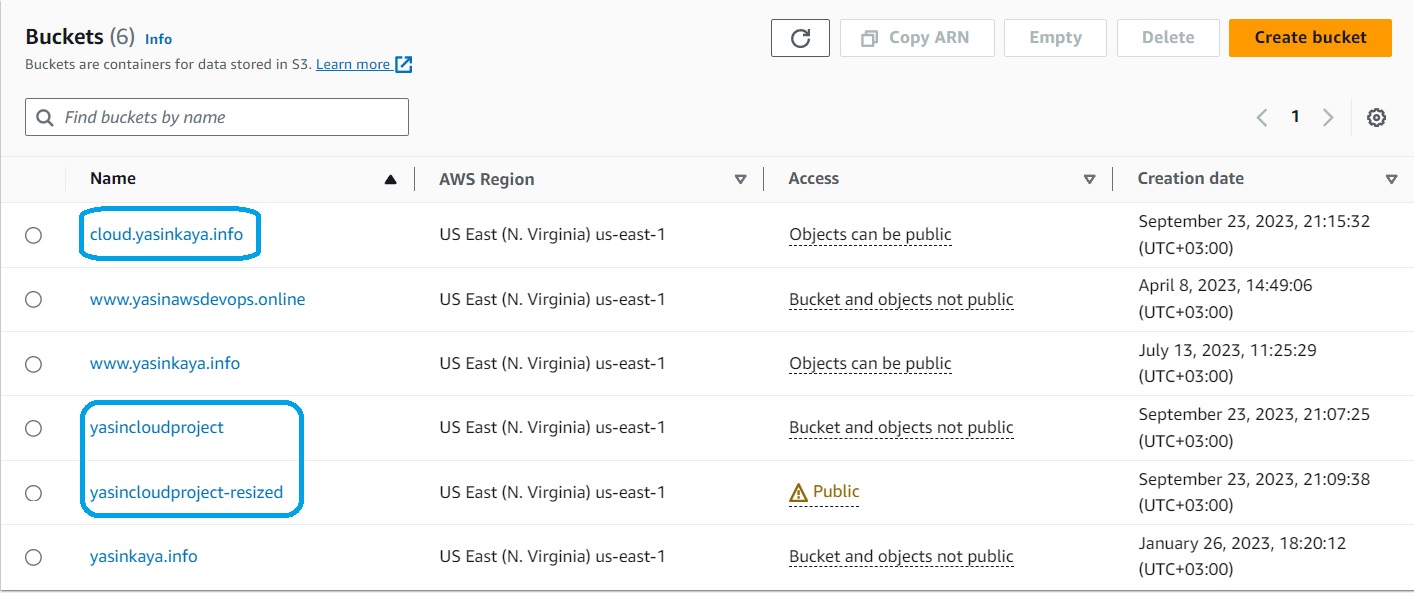 Buckets (6) Info
Buckets are containers for data stored in S3. Learn more
Copy ARN
Empty
Delete
Create bucket
Find buckets by name
1
Name AWS Region Access Creation date
cloud.yasinkaya.info US East (N. Virginia) us-east-1 Objects can be public September 23, 2023, 21:15:32
(UTC+03:00)
www.yasinawsdevops.online US East (N. Virginia) us-east-1 Bucket and objects not public April 8, 2023, 14:49:06
(UTC+03:00)
www.yasinkaya.info US East (N. Virginia) us-east-1 Objects can be public July 13, 2023, 11:25:29
(UTC+03:00)
yasincloudproject US East (N. Virginia) us-east-1 Bucket and objects not public September 23, 2023, 21:07:25
(UTC+03:00)
yasincloudproject-resized US East (N. Virginia) us-east-1 Public September 23, 2023, 21:09:38
(UTC+03:00)
yasinkaya.info US East (N. Virginia) us-east-1 Bucket and objects not public January 26, 2023, 18:20:12
(UTC+03:00)